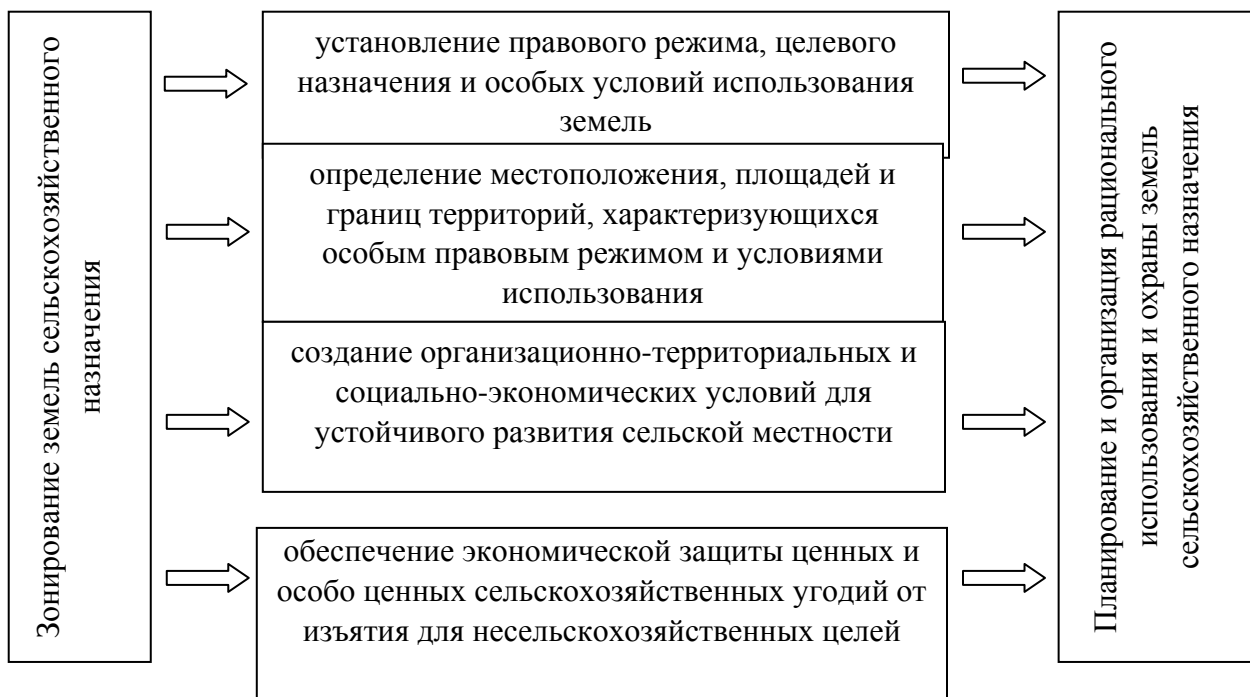 Зонирование земель сельскохозяйственного
назначения
установление правового режима, целевого
назначения и особых условий использования
земель
определение местоположения, площадей и
границ территорий, характеризующихся
особым правовым режимом и условиями
использования
создание организационно-территориальных и
социально-экономических условий для
устойчивого развития сельской местности
обеспечение экономической защиты ценных и
особо ценных сельскохозяйственных угодий от
изъятия для несельскохозяйственных целей
Планирование и организация рационального
использования и охраны земель
сельскохозяйственного назначения